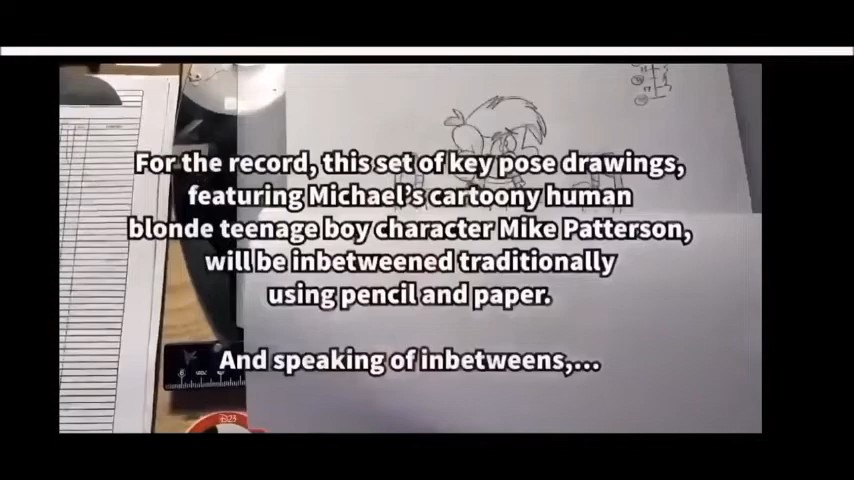 For the record, this set of key pose drawings,
featuring Michael's cartoony human
blonde teenage boy character Mike Patterson,
will be inbetweened traditionally
using pencil and paper.
And speaking of inbetweens,...
D23